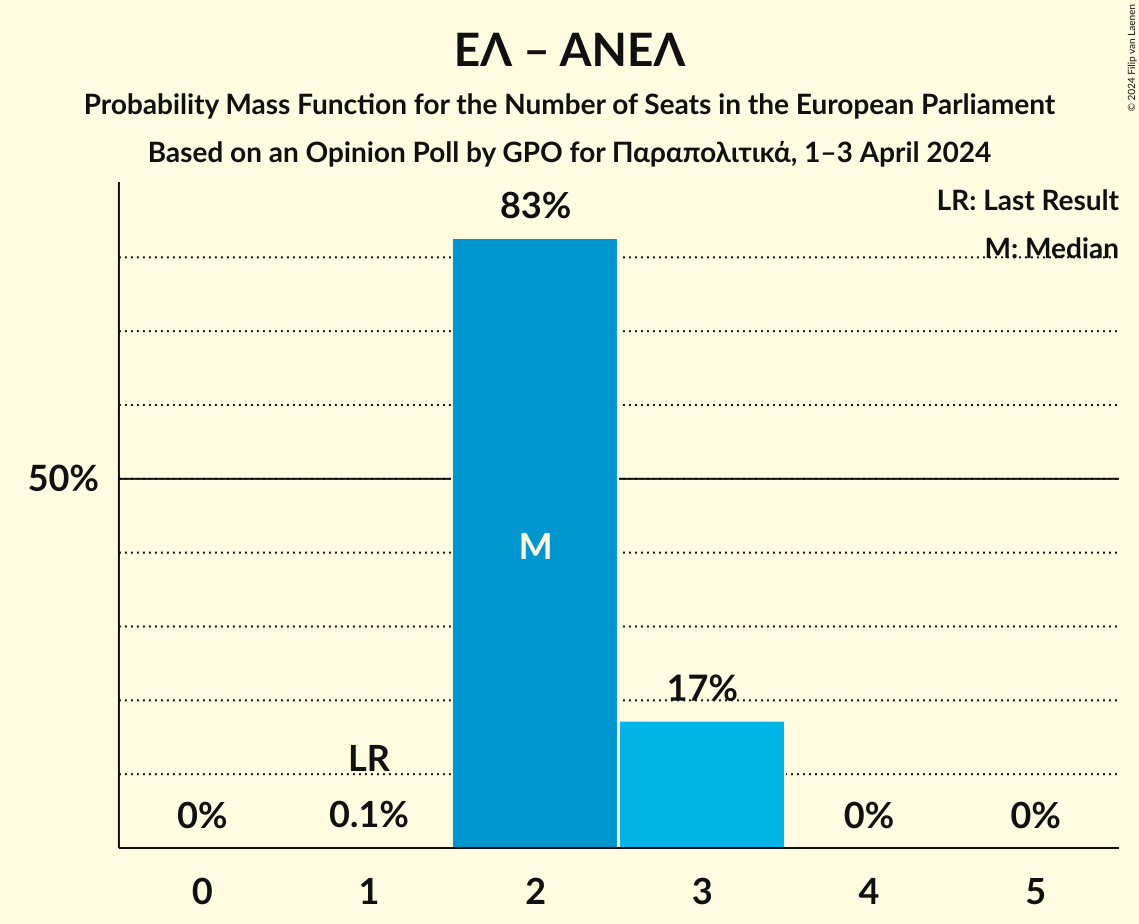 ΕΛ – ΑΝΕΛ
Probability Mass Function for the Number of Seats in the European Parliament
Based on an Opinion Poll by GPO for Παραπολιτικά, 1–3 April 2024
© 2024 Filip van Laenen
LR: Last Result
M: Median
83%
50%
M
17%
LR
0% 0.1% 0% 0%
0 1 2 3 4 5